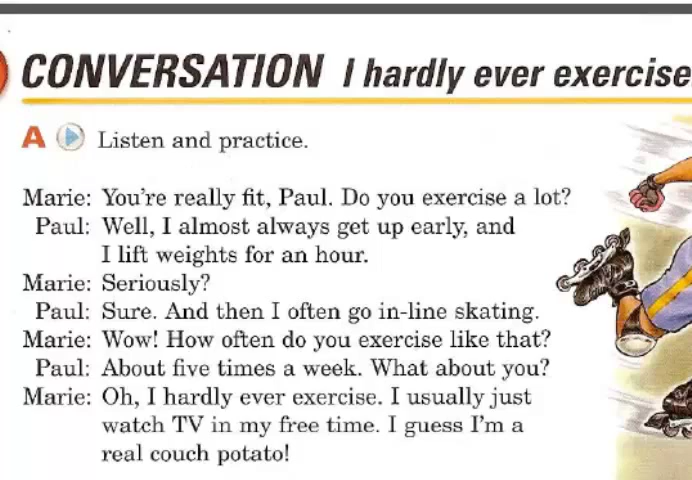 CONVERSATION I hardly ever exercise
A Listen and practice.
Marie: You're really fit, Paul. Do you exercise a lot?
Paul: Well, I almost always get up early, and
I lift weights for an hour.
Marie: Seriously?
Paul: Sure. And then I often go in-line skating.
Marie: Wow! How often do you exercise like that?
Paul: About five times a week. What about you?
Marie: Oh, I hardly ever exercise. I usually just
watch TV in my free time. I guess I'm a
real couch potato!